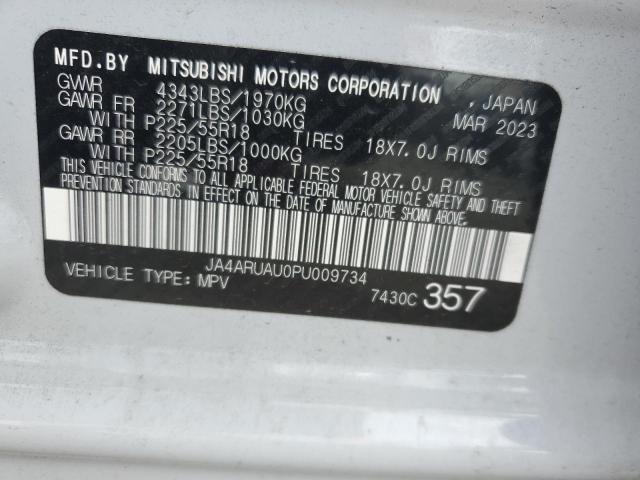 MFD.BY MITSUBISHI MOTORS CORPORATION , JAPAN
GVWR 4343LBS/1970KG MAR 2023
GAWR FR 2271LBS/1030KG
WITH P225/55R18 TIRES 18X7.0J RIMS
GAWR RR 2205LBS/1000KG
WITH P225/55R18 TIRES 18X7.0J RIMS
THIS VEHICLE CONFORMS TO ALL APPLICABLE FEDERAL MOTOR VEHICLE SAFETY AND THEFT
PREVENTION STANDARDS IN EFFECT ON THE DATE OF MANUFACTURE SHOWN ABOVE.
JA4ARUAU0PU009734
VEHICLE TYPE: MPV 7430C 357